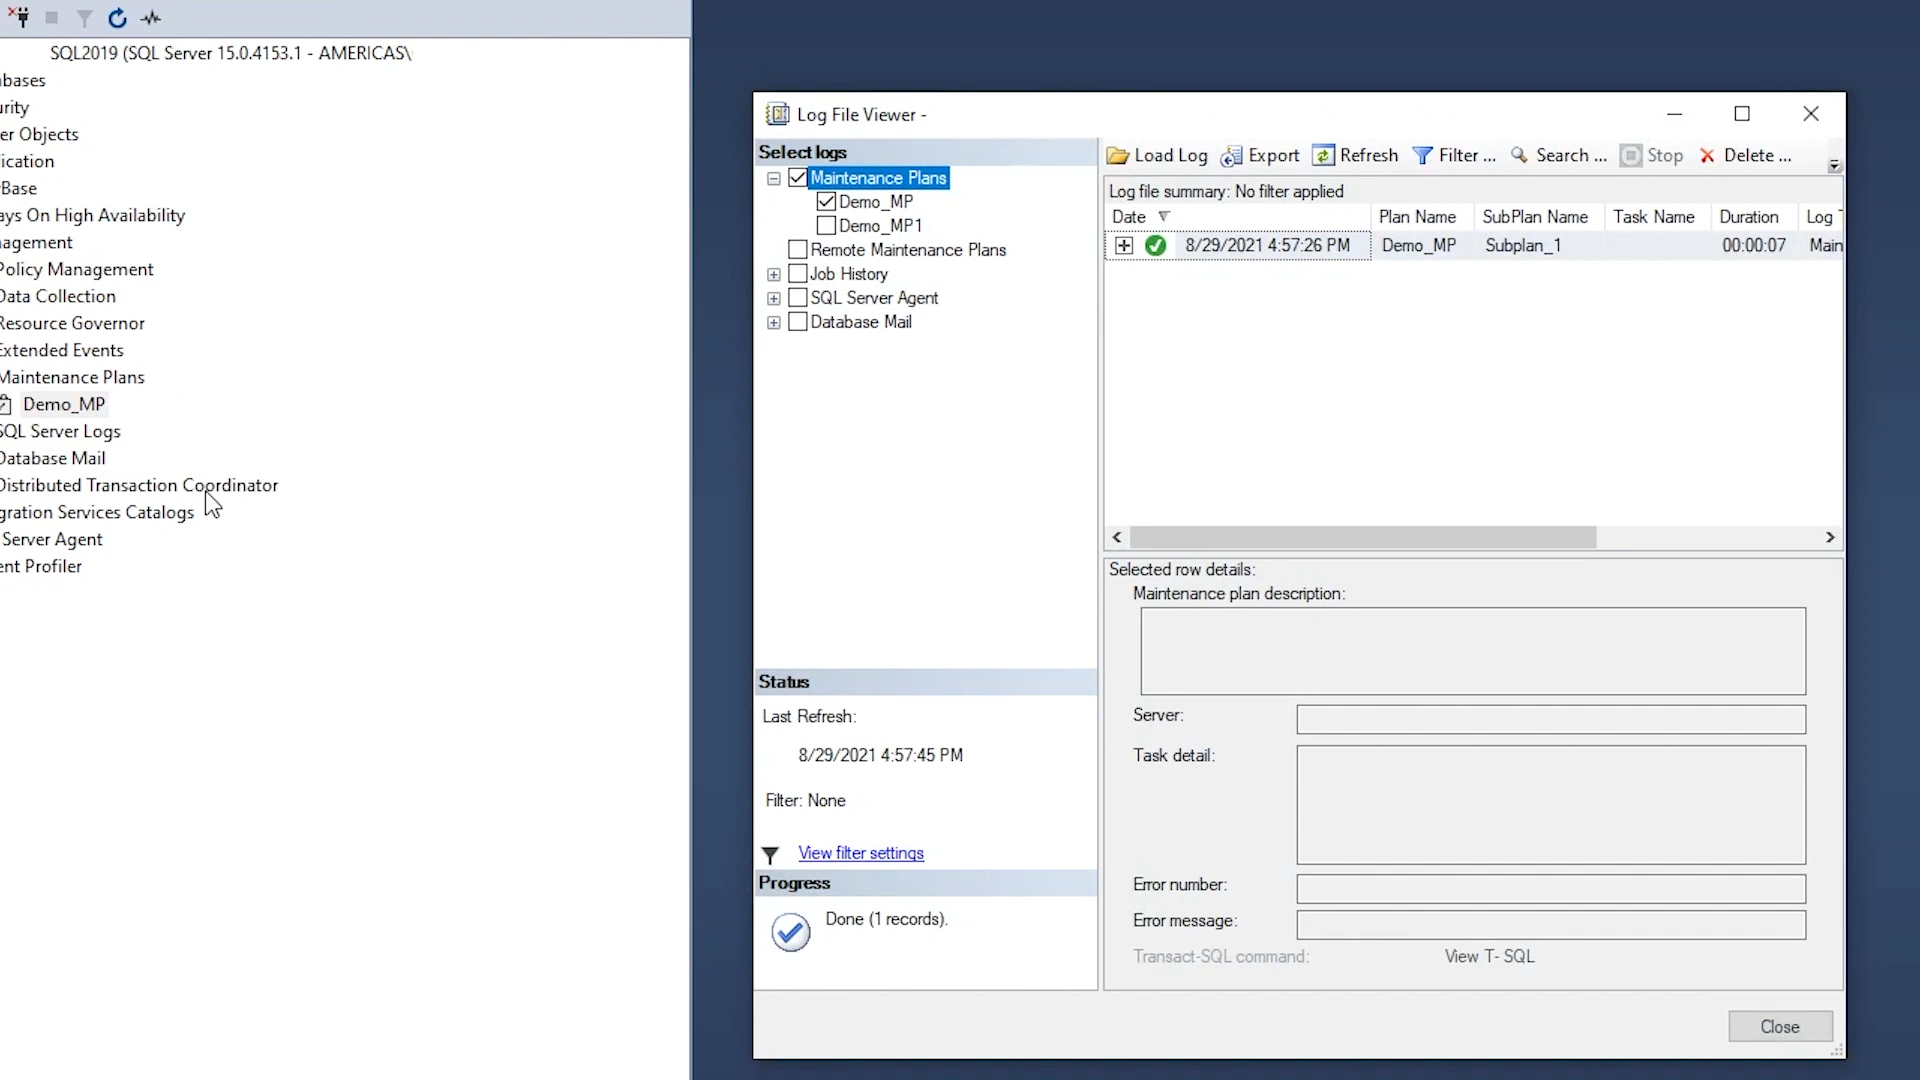 SQL2019 (SQL Server 15.0.4153.1 - AMERICAS\
abases
urity
er Objects
ication
Base
ays On High Availability
agement
Policy Management
Data Collection
Resource Governor
Extended Events
Maintenance Plans
Demo_MP
SQL Server Logs
Database Mail
Distributed Transaction Coordinator
gration Services Catalogs
Server Agent
ent Profiler
Log File Viewer -
Select logs
Maintenance Plans
Demo_MP
Demo_MP1
Remote Maintenance Plans
Job History
SQL Server Agent
Database Mail
Status
Last Refresh:
8/29/2021 4:57:45 PM
Filter: None
View filter settings
Progress
Done (1 records).
Load Log Export Refresh Filter ... Search ... Stop Delete ...
Log file summary: No filter applied
Date Plan Name SubPlan Name Task Name Duration Log
8/29/2021 4:57:26 PM Demo_MP Subplan_1 00:00:07 Main
Selected row details:
Maintenance plan description:
Server:
Task detail:
Error number:
Error message:
Transact-SQL command: View T- SQL
Close